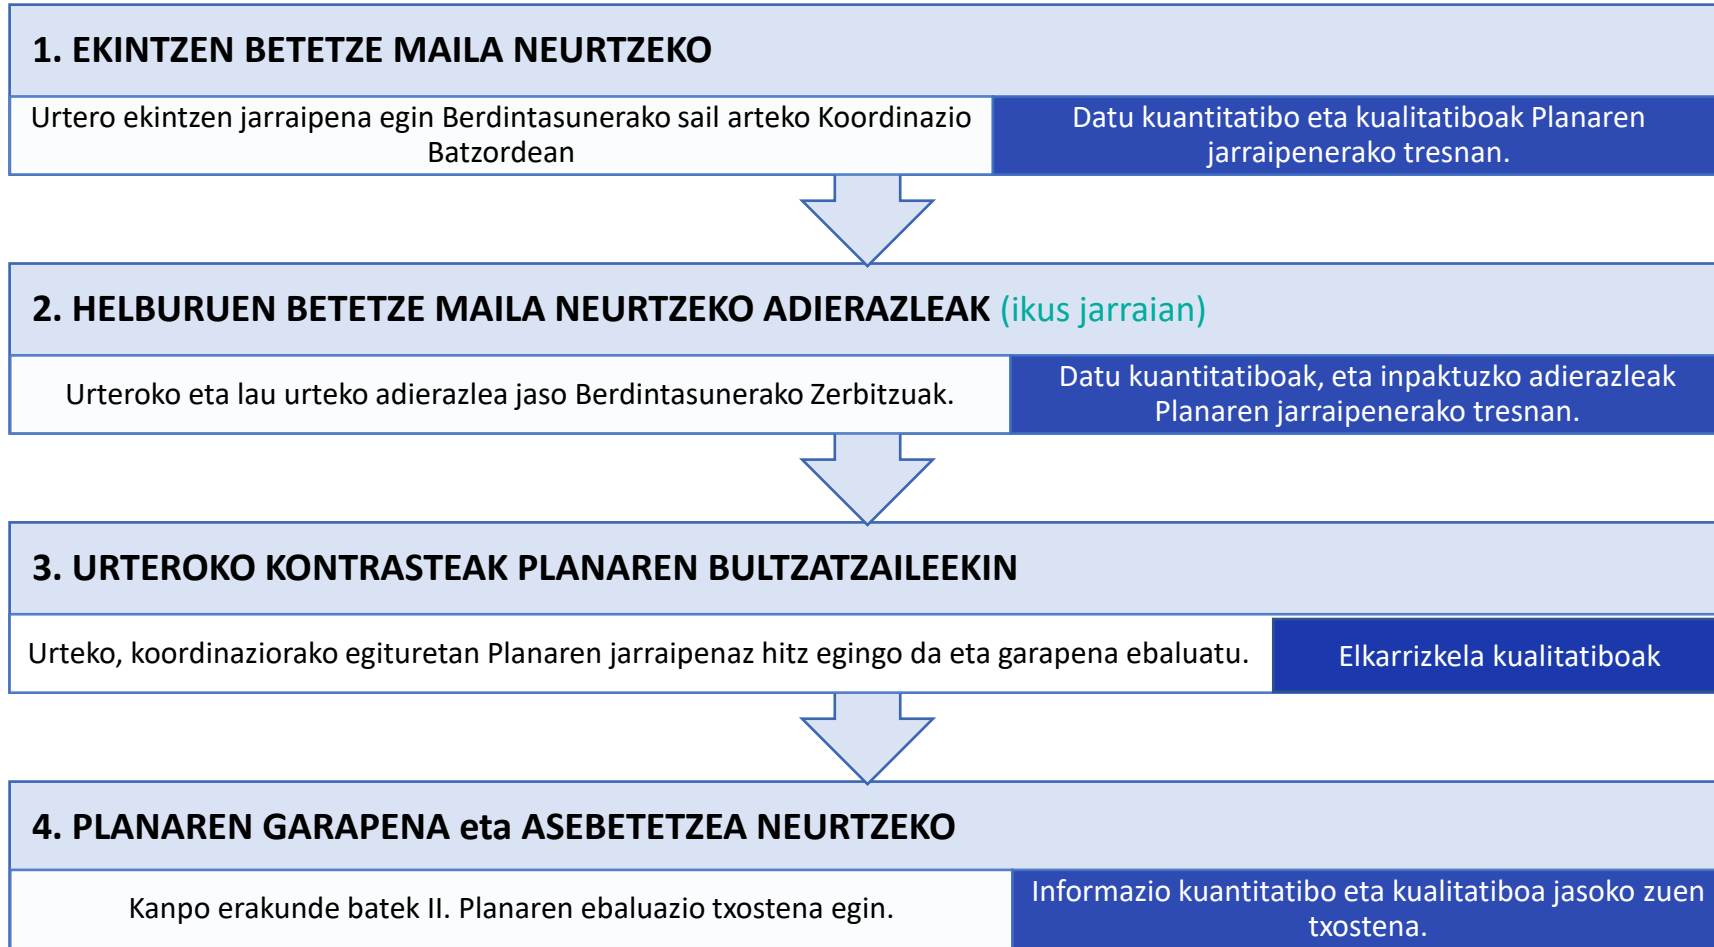 1. EKINTZEN BETETZE MAILA NEURTZEKO
Urtero ekintzen jarraipena egin Berdintasunerako sail arteko Koordinazio
Batzordean
Datu kuantitatibo eta kualitatiboak Planaren
jarraipenerako tresnan.
2. HELBURUEN BETETZE MAILA NEURTZEKO ADIERAZLEAK (ikus jarraian)
Urteroko eta lau urteko adierazlea jaso Berdintasunerako Zerbitzuak.
Datu kuantitatiboak, eta inpaktuzko adierazleak
Planaren jarraipenerako tresnan.
3. URTEROKO KONTRASTEAK PLANAREN BULTZATZAILEEKIN
Urteko, koordinaziorako egituretan Planaren jarraipenaz hitz egingo da eta garapena ebaluatu.
Elkarrizkela kualitatiboak
4. PLANAREN GARAPENA eta ASEBETETZEA NEURTZEKO
Kanpo erakunde batek II. Planaren ebaluazio txostena egin.
Informazio kuantitatibo eta kualitatiboa jasoko zuen
txostena.